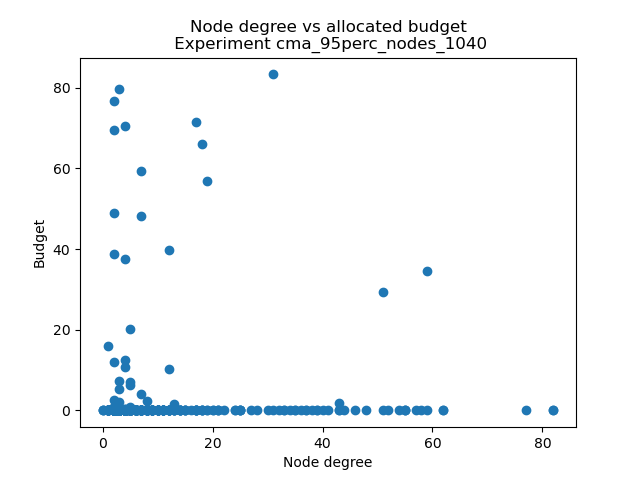 Node degree vs allocated budget
Experiment cma_95perc_nodes_1040
80
60
40
20
0
Budget
0 20 40 60 80
Node degree